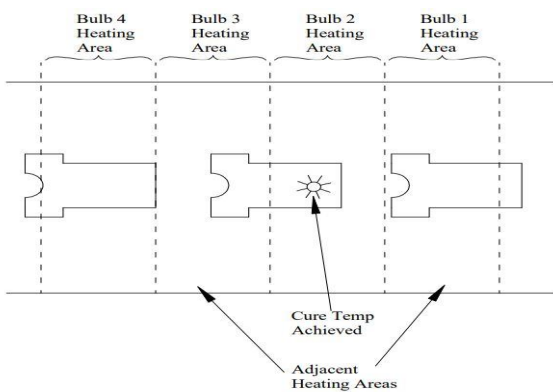 Bulb 4
Heating
Area
Bulb 3
Heating
Area
Bulb 2
Heating
Area
Bulb 1
Heating
Area
Cure Temp
Achieved
Adjacent
Heating Areas